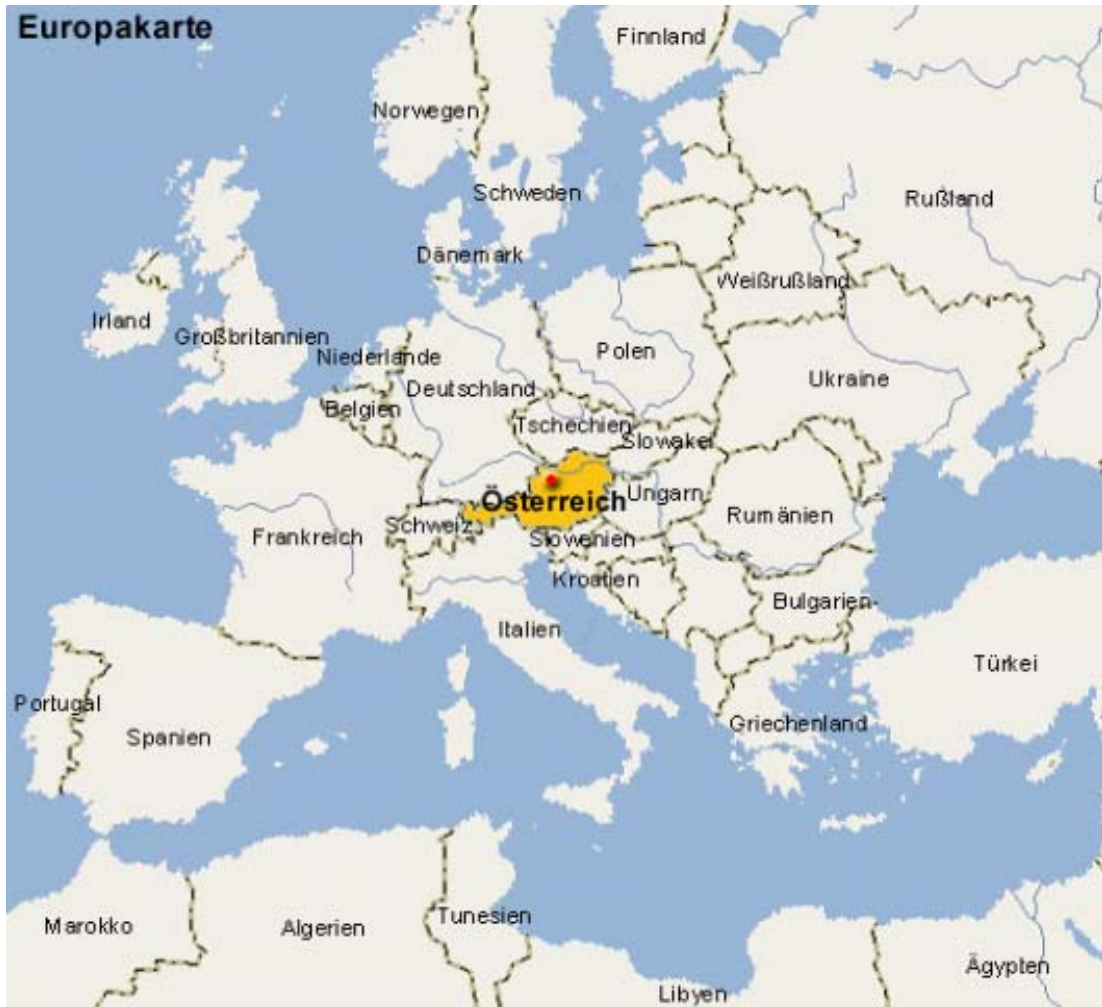 Europakarte
Finnland
Norwegen
Schweden
Rußland
Dänemark
Weißrußland
Irland
Großbritannien
Niederlande
Polen
Ukraine
Deutschland
Belgien
Tschechien
Slowakei
Österreich
Ungarn
Rumänien
Schweiz
Frankreich
Slowenien
Kroatien
Bulgarien
Italien
Türkei
Portugal
Griechenland
Spanien
Marokko
Algerien
Tunesien
Ägypten
Libyen